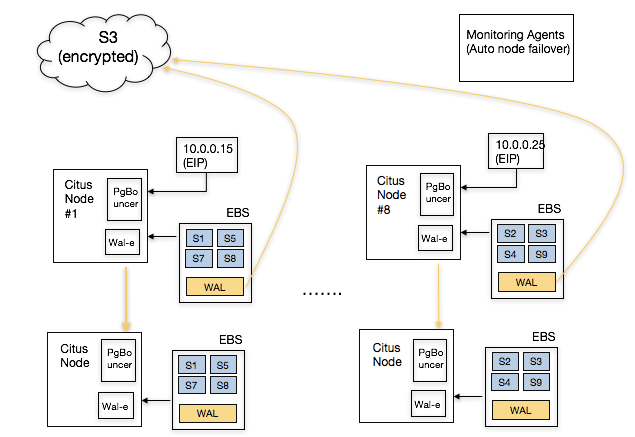 S3
(encrypted)
Monitoring Agents
(Auto node failover)
10.0.0.15
(EIP)
10.0.0.25
(EIP)
Citus
Node
#1
PgBo
uncer
Wal-e
EBS
S1 S5
S7 S8
WAL
.......
Citus
Node
#8
PgBo
uncer
Wal-e
EBS
S2 S3
S4 S9
WAL
Citus
Node
PgBo
uncer
Wal-e
EBS
S1 S5
S7 S8
WAL
Citus
Node
PgBo
uncer
Wal-e
EBS
S2 S3
S4 S9
WAL